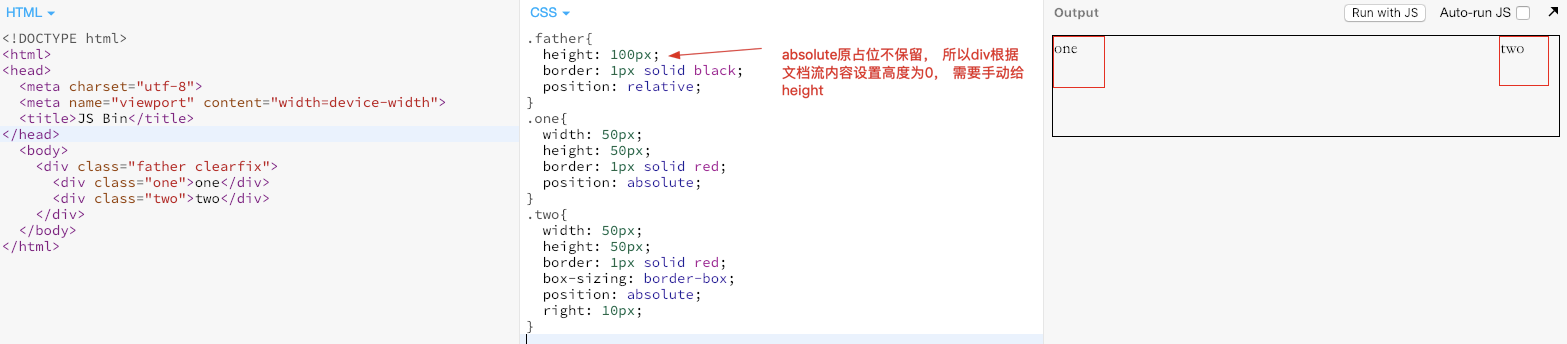 HTML
<!DOCTYPE html>
<html>
<head>
  <meta charset="utf-8">
  <meta name="viewport" content="width=device-width">
  <title>JS Bin</title>
</head>
  <body>
    <div class="father clearfix">
      <div class="one">one</div>
      <div class="two">two</div>
    </div>
  </body>
</html>
CSS
.father{
  height: 100px;
  border: 1px solid black;
  position: relative;
}
.one{
  width: 50px;
  height: 50px;
  border: 1px solid red;
  position: absolute;
}
.two{
  width: 50px;
  height: 50px;
  border: 1px solid red;
  box-sizing: border-box;
  position: absolute;
  right: 10px;
}
absolute原占位不保留， 所以div根据
文档流内容设置高度为0， 需要手动给
height
Output
Run with JS
Auto-run JS
one
two